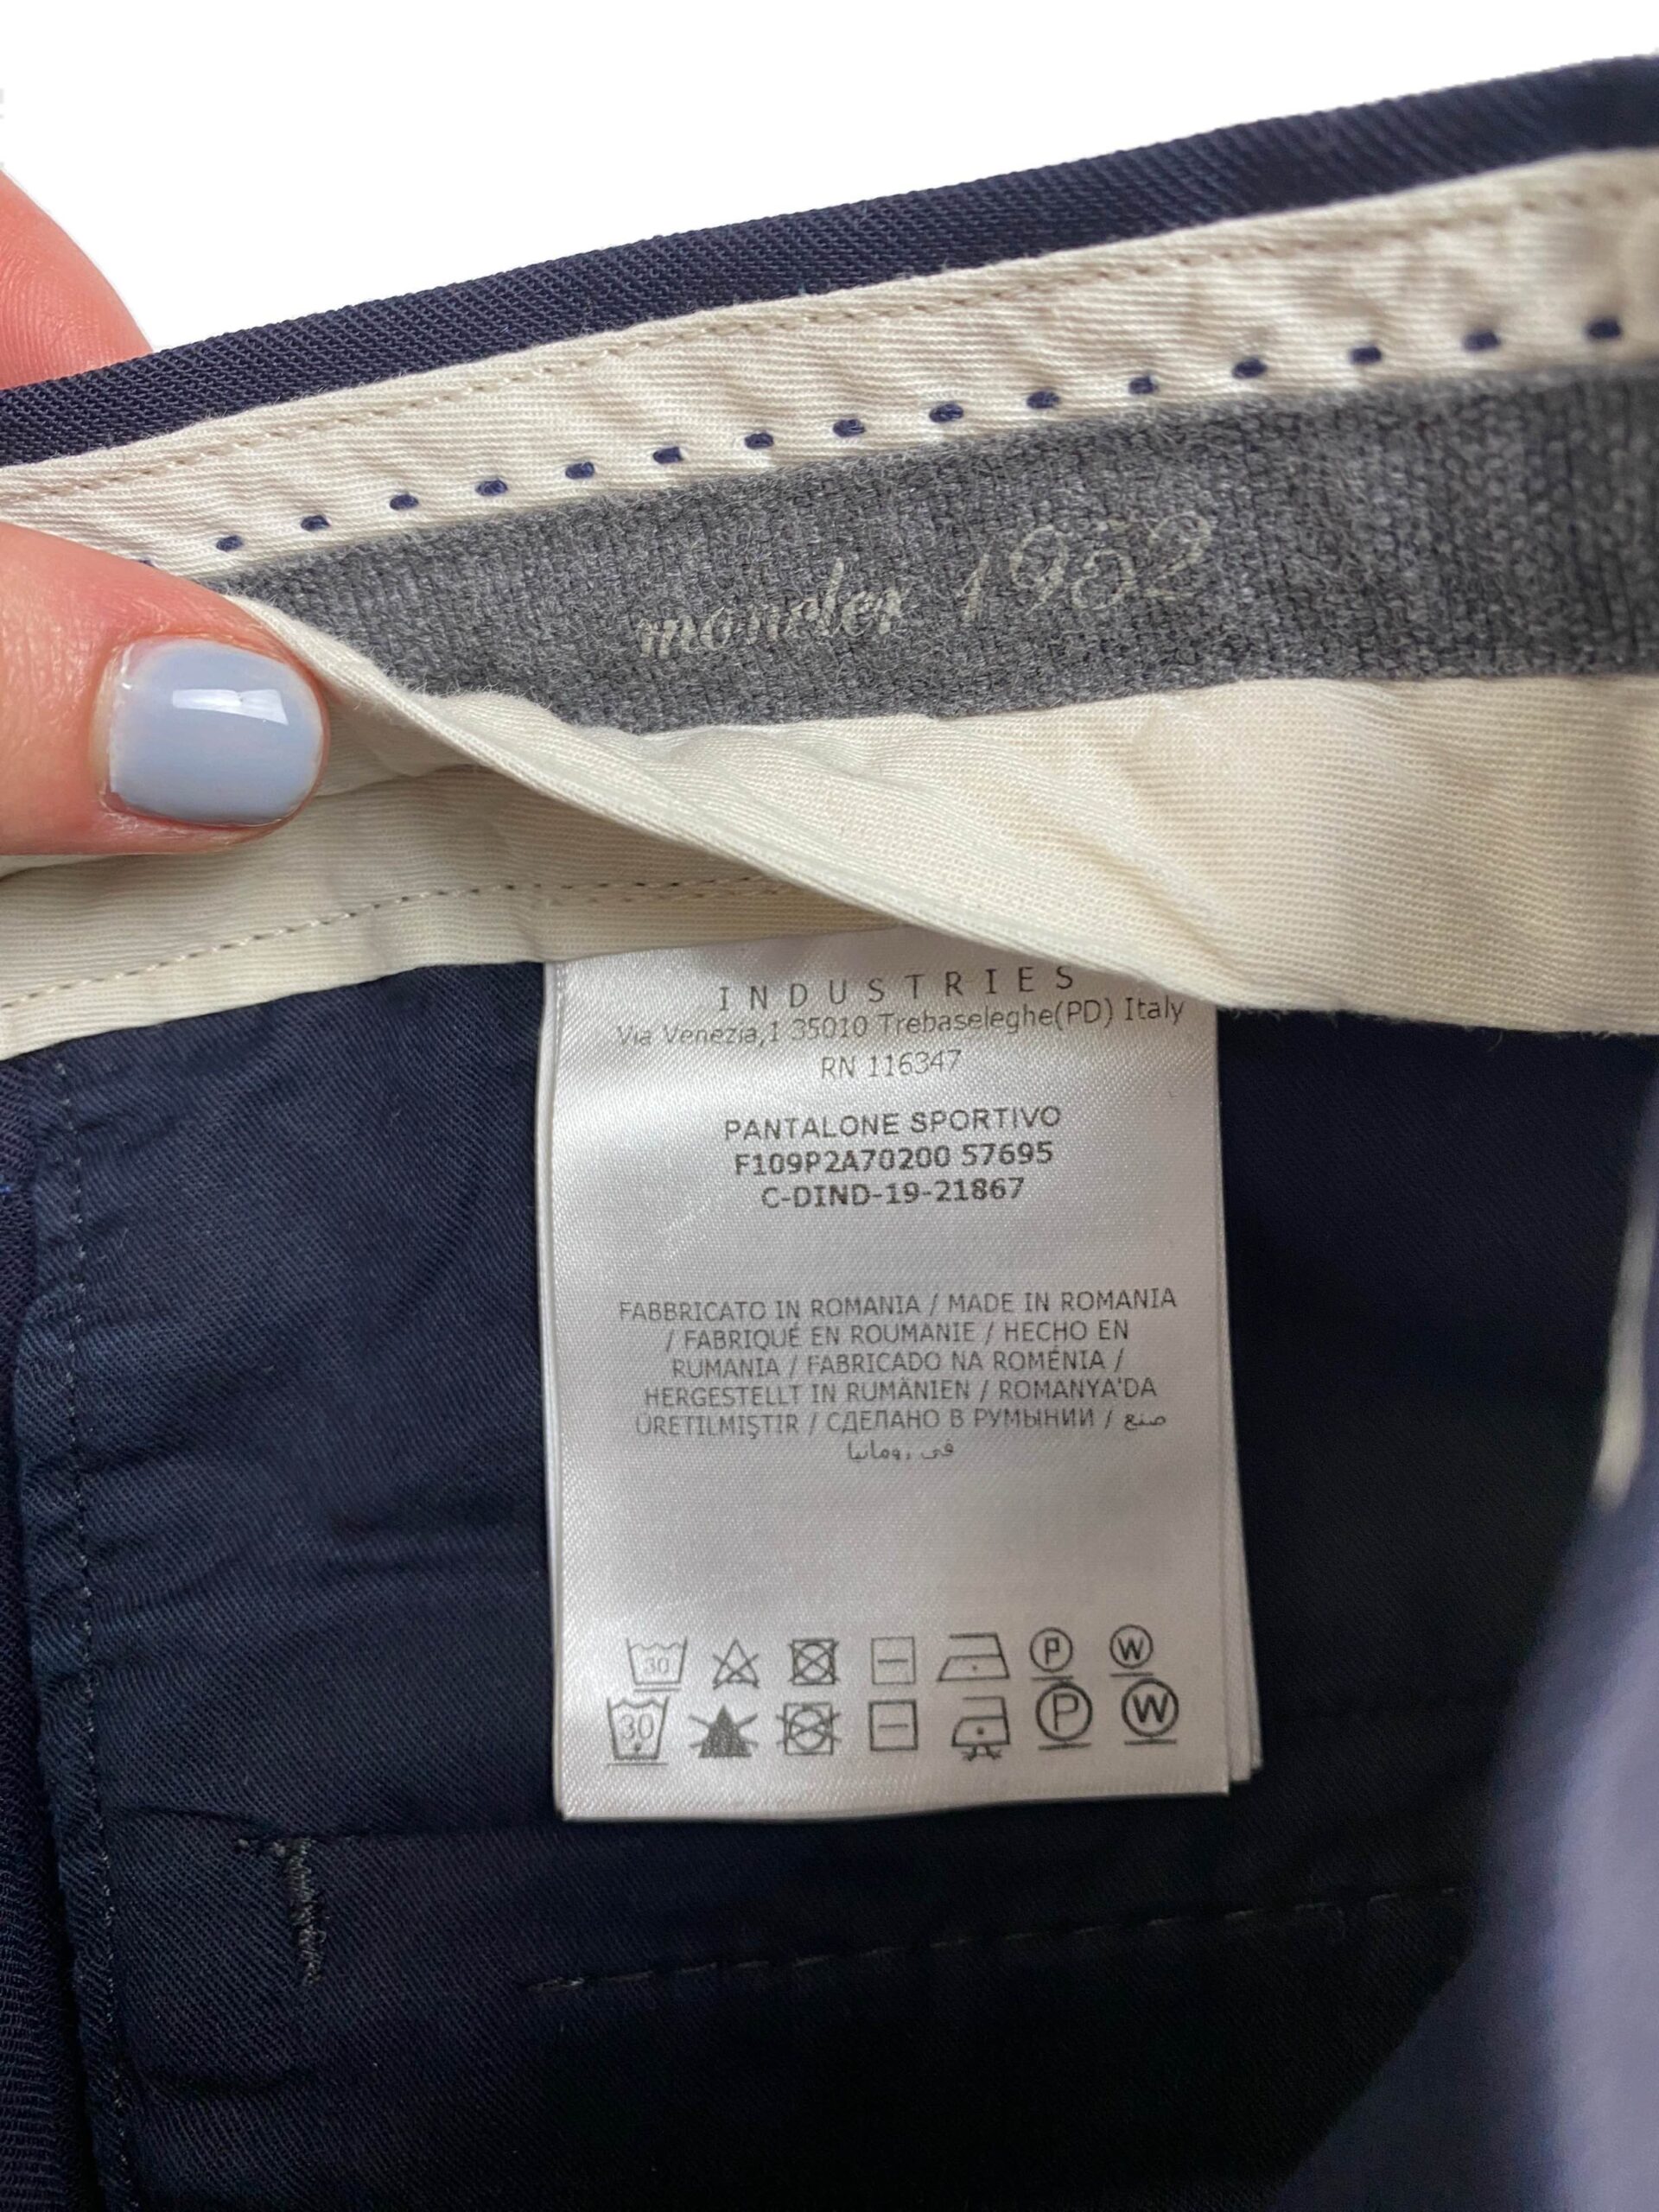 moncler 1952
INDUSTRIES
Via Venezia,1 35010 Trebaseleghe(PD) Italy
RN 116347
PANTALONE SPORTIVO
F109P2A70200 57695
C-DIND-19-21867
FABBRICATO IN ROMANIA / MADE IN ROMANIA
/ FABRIQUÉ EN ROUMANIE / HECHO EN
RUMANIA / FABRICADO NA ROMÉNIA /
HERGESTELLT IN RUMÄNIEN / ROMANYA'DA
ÜRETILMIŞTIR / СДЕЛАНО В РУМЫНИИ / صنع
في رومانيا
30 P W
30 P W